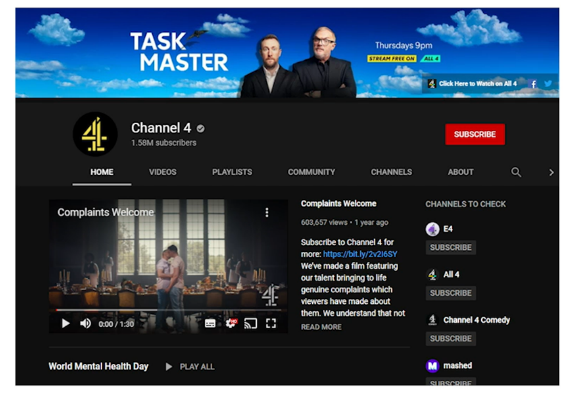 TASK
MASTER
Thursdays 9pm
STREAM FREE ON ALL 4
Click Here to Watch on All 4
Channel 4
1.58M subscribers
SUBSCRIBE
HOME VIDEOS PLAYLISTS COMMUNITY CHANNELS ABOUT
Complaints Welcome
0:00 / 1:30
Complaints Welcome
603,657 views • 1 year ago
Subscribe to Channel 4 for
more: https://bit.ly/2v2i6SY
We've made a film featuring
our talent bringing to life
genuine complaints which
viewers have made about
them. We understand that not
READ MORE
CHANNELS TO CHECK
E4
SUBSCRIBE
All 4
SUBSCRIBE
Channel 4 Comedy
SUBSCRIBE
mashed
SUBSCRIBE
World Mental Health Day PLAY ALL